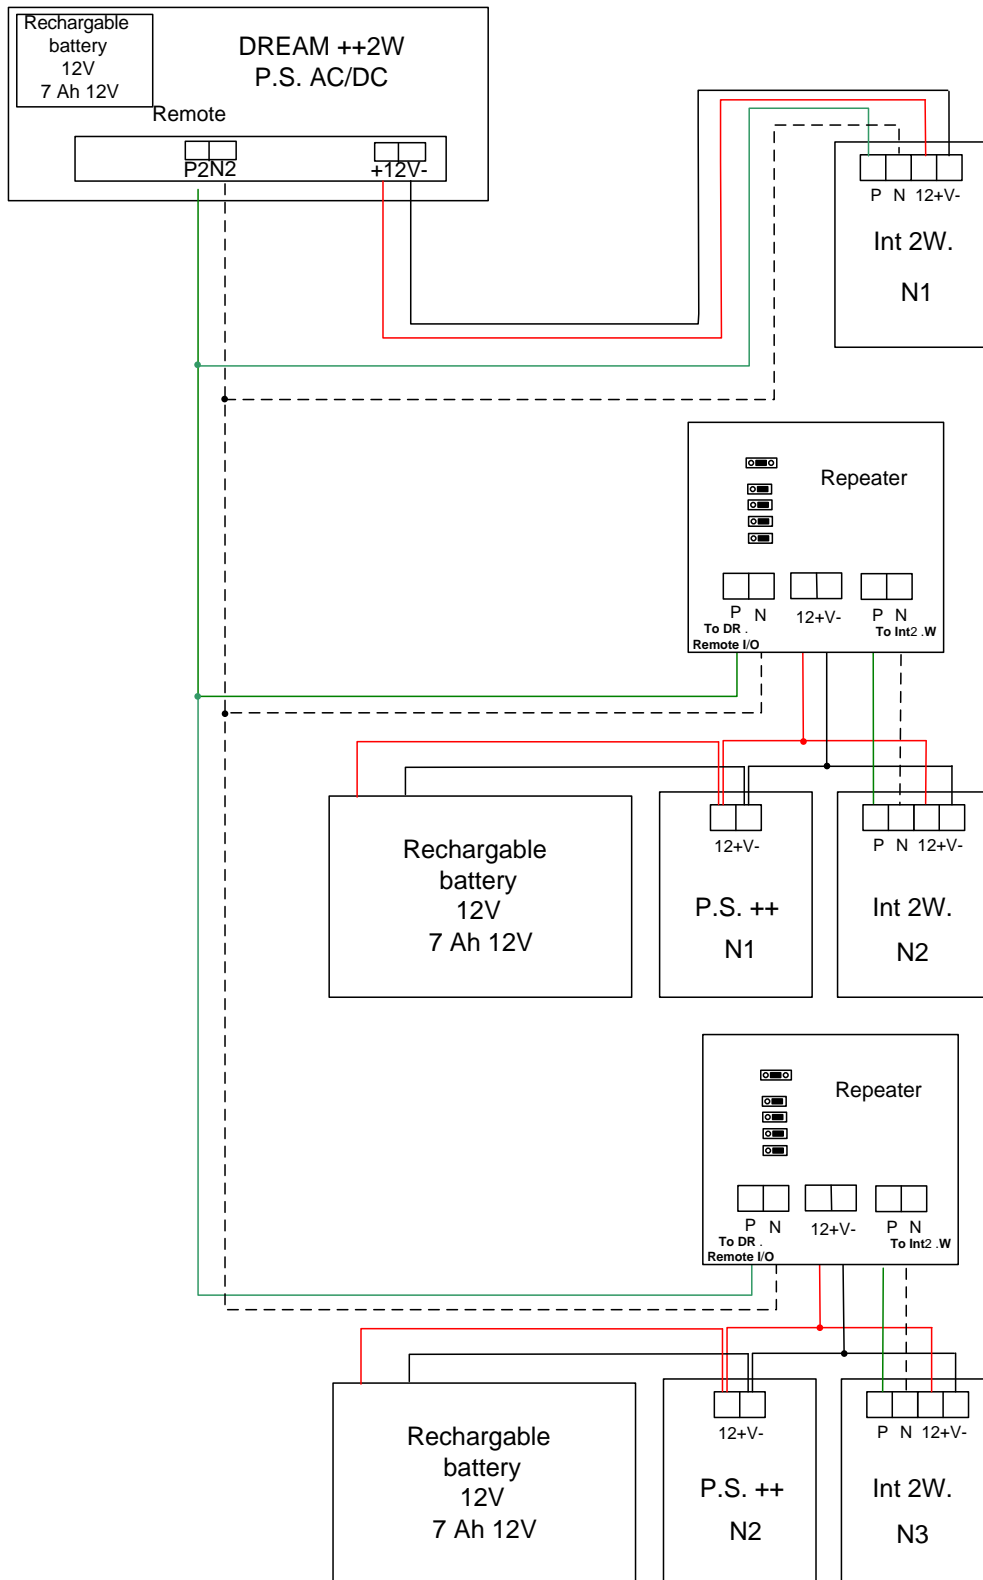 Rechargable
battery
12V
7 Ah 12V
DREAM ++2W
P.S. AC/DC
Remote
P2N2
+12V-
P N 12+V-
Int 2W.
N1
Repeater
P N
12+V-
P N
To DR .
Remote I/O
To Int2 .W
Rechargable
battery
12V
7 Ah 12V
12+V-
P.S. ++
N1
P N 12+V-
Int 2W.
N2
Repeater
P N
12+V-
P N
To DR .
Remote I/O
To Int2 .W
Rechargable
battery
12V
7 Ah 12V
12+V-
P.S. ++
N2
P N 12+V-
Int 2W.
N3